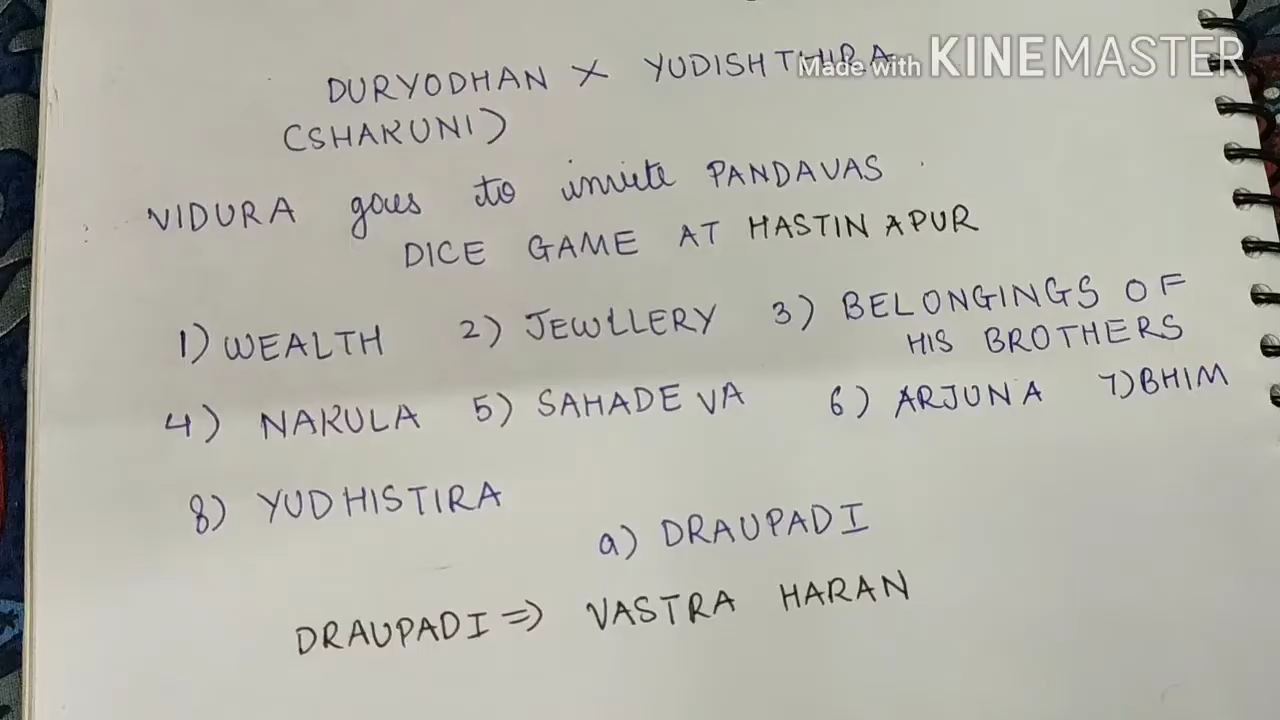 Made with KINEMASTER
DURYODHAN X YUDISHTHIRA
(SHAKUNI)
VIDURA goes to invite PANDAVAS
DICE GAME AT HASTINAPUR
1) WEALTH 2) JEWLLERY 3) BELONGINGS OF
HIS BROTHERS
4) NAKULA 5) SAHADEVA 6) ARJUNA 7) BHIM
8) YUDHISTIRA
a) DRAUPADI
DRAUPADI => VASTRA HARAN